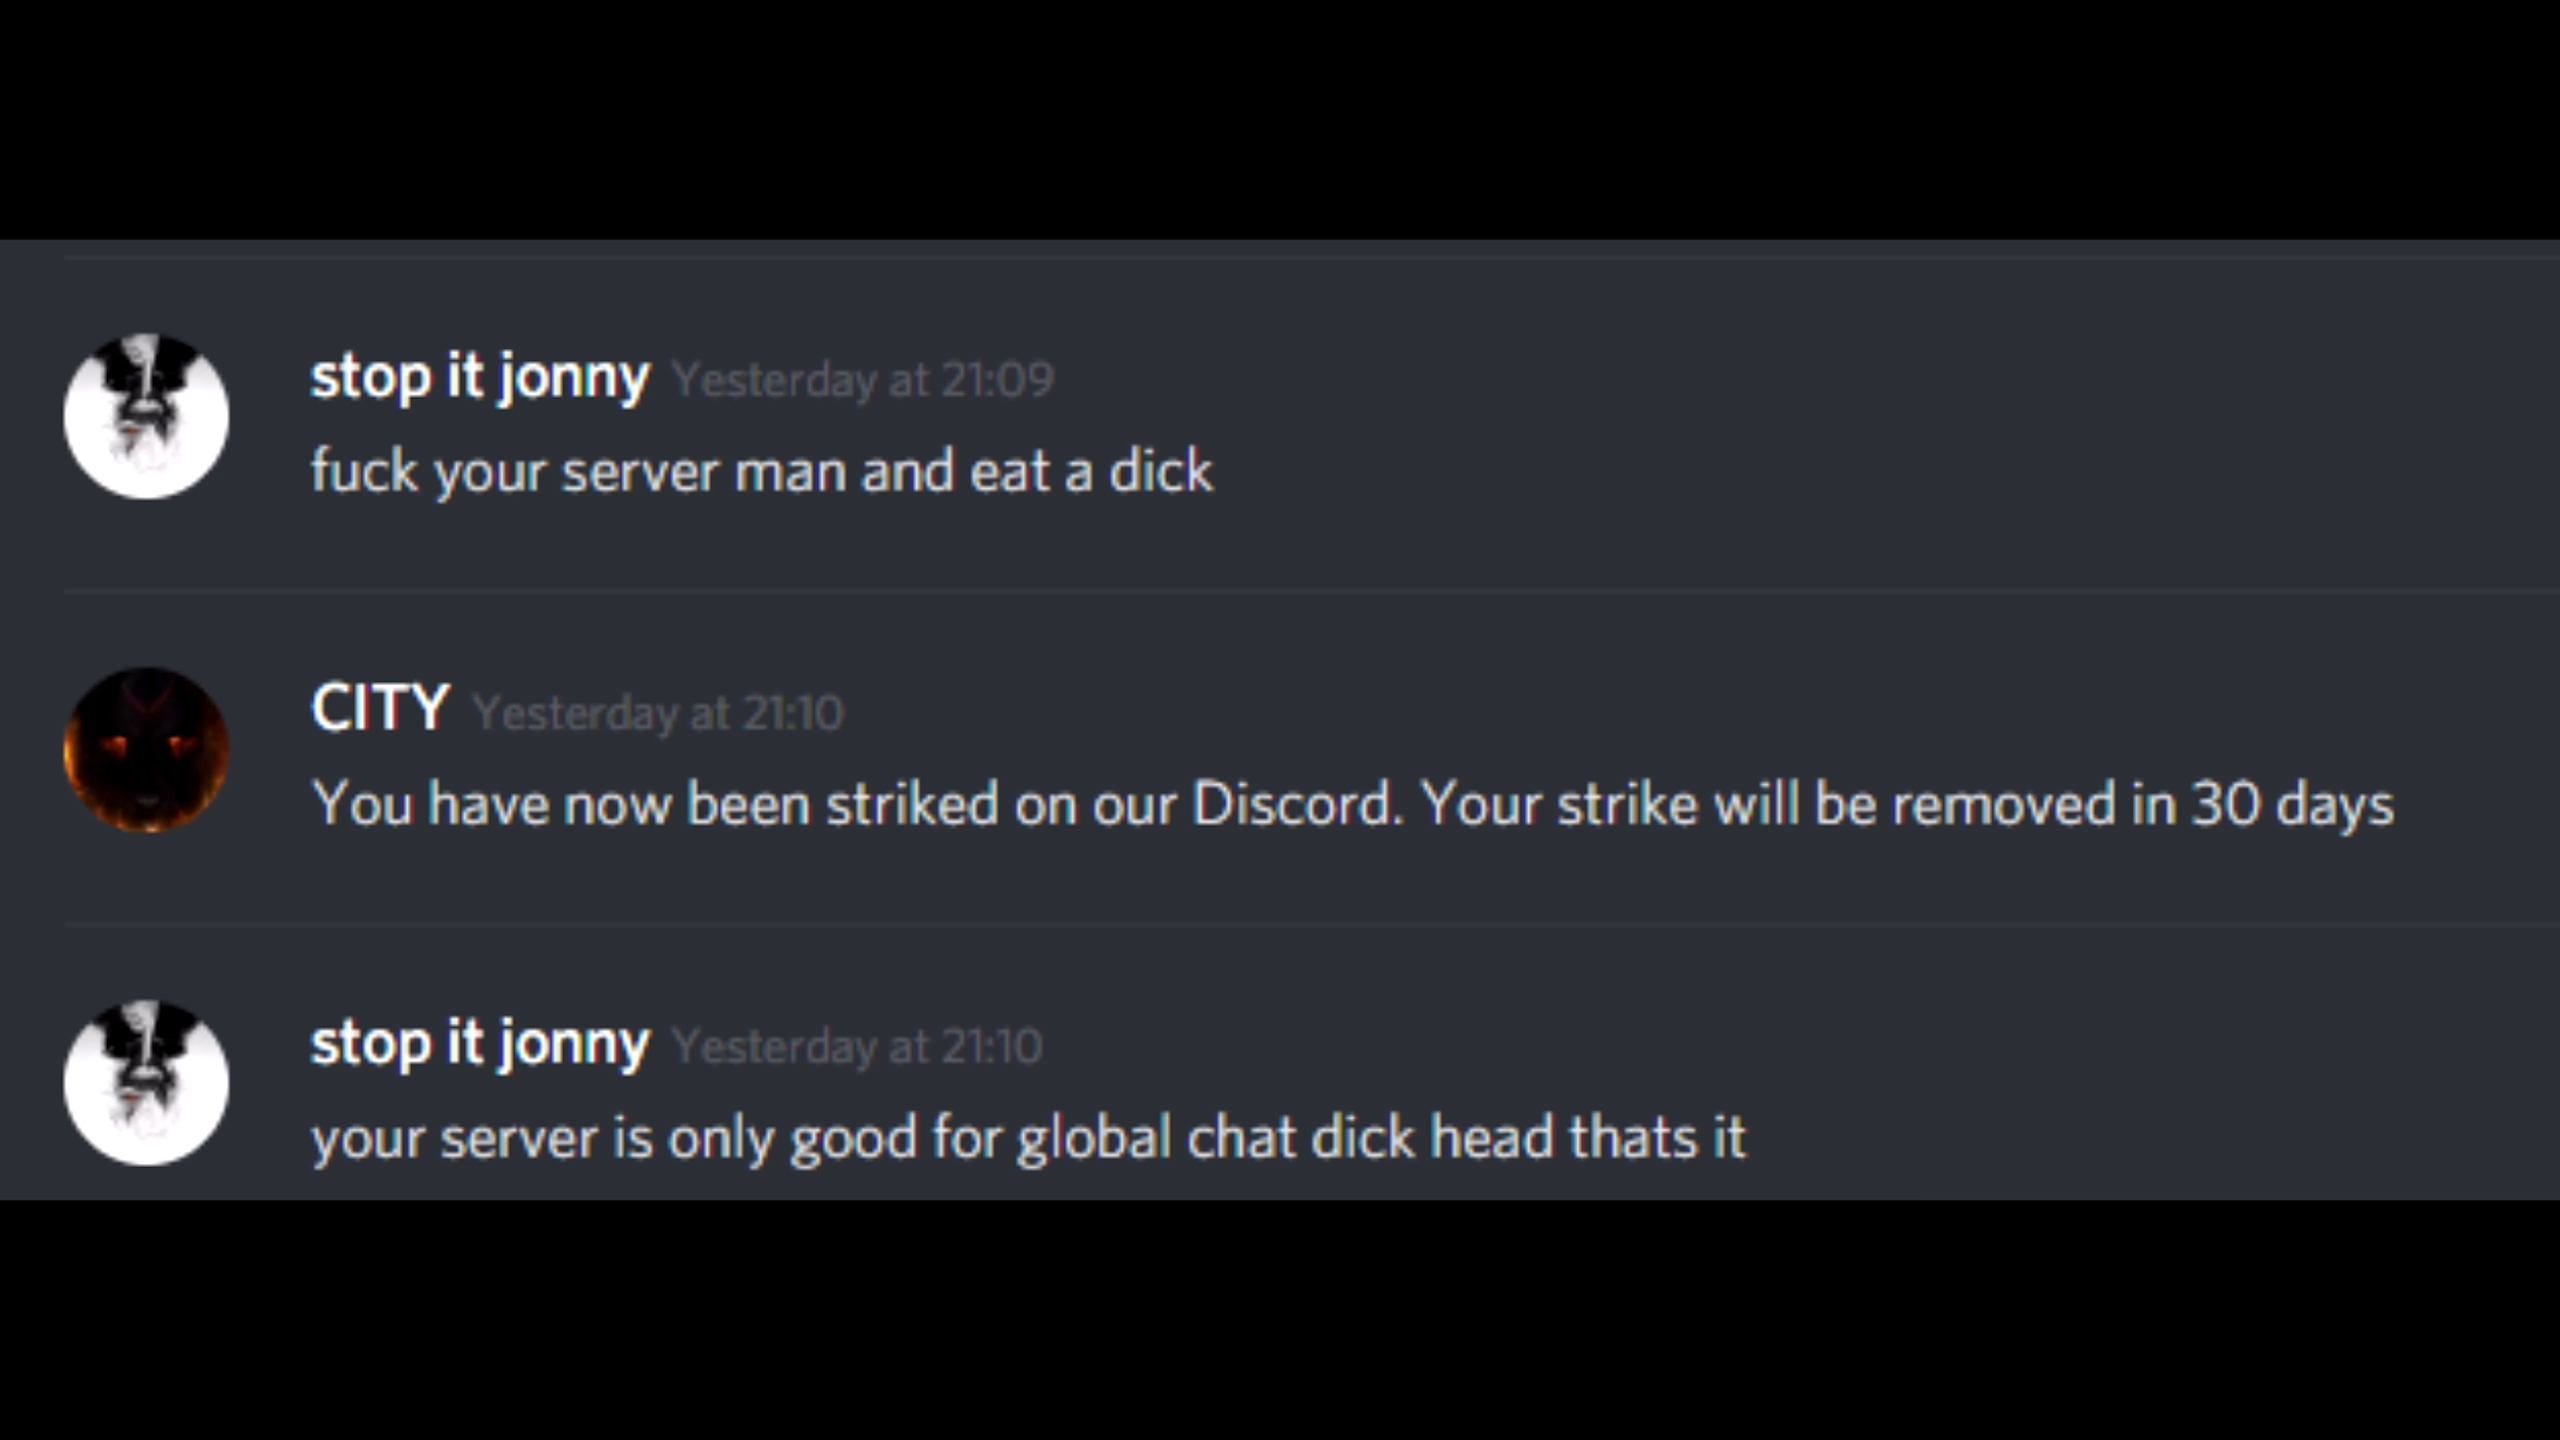 stop it jonny Yesterday at 21:09
fuck your server man and eat a dick
CITY Yesterday at 21:10
You have now been striked on our Discord. Your strike will be removed in 30 days
stop it jonny Yesterday at 21:10
your server is only good for global chat dick head thats it